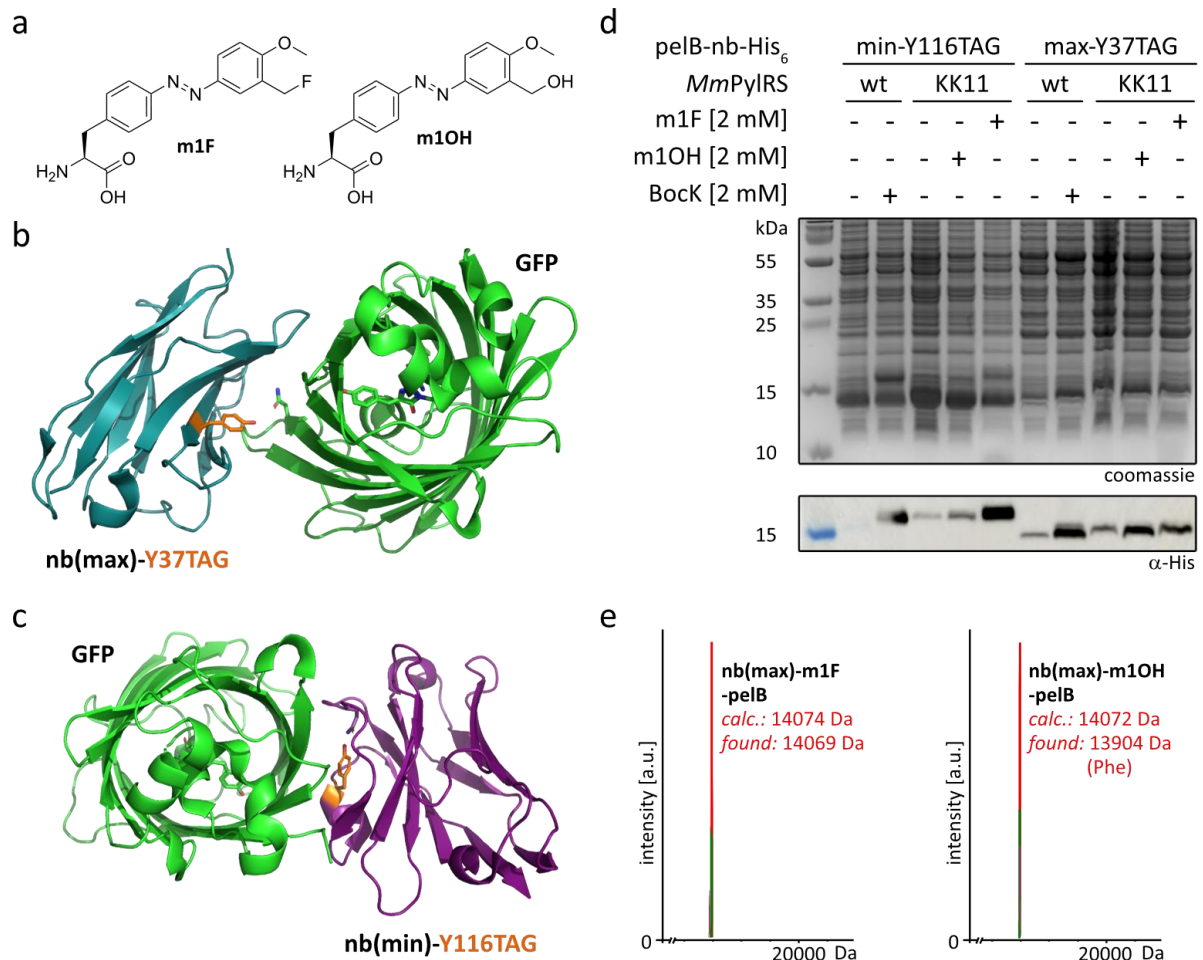 a
N
N
O
F
m1F
H₂N
O
OH
N
N
O
OH
m1OH
H₂N
O
OH
b
GFP
nb(max)-Y37TAG
c
GFP
nb(min)-Y116TAG
d
pelB-nb-His₆ min-Y116TAG max-Y37TAG
MmPylRS wt KK11 wt KK11
m1F [2 mM] - - - - + - - - - +
m1OH [2 mM] - - - + - - - - + -
BocK [2 mM] - + - - - - + - - -
kDa
55
35
25
15
10
coomassie
15
α-His
e
intensity [a.u.]
0
nb(max)-m1F
-pelB
calc.: 14074 Da
found: 14069 Da
20000 Da
intensity [a.u.]
0
nb(max)-m1OH
-pelB
calc.: 14072 Da
found: 13904 Da
(Phe)
20000 Da